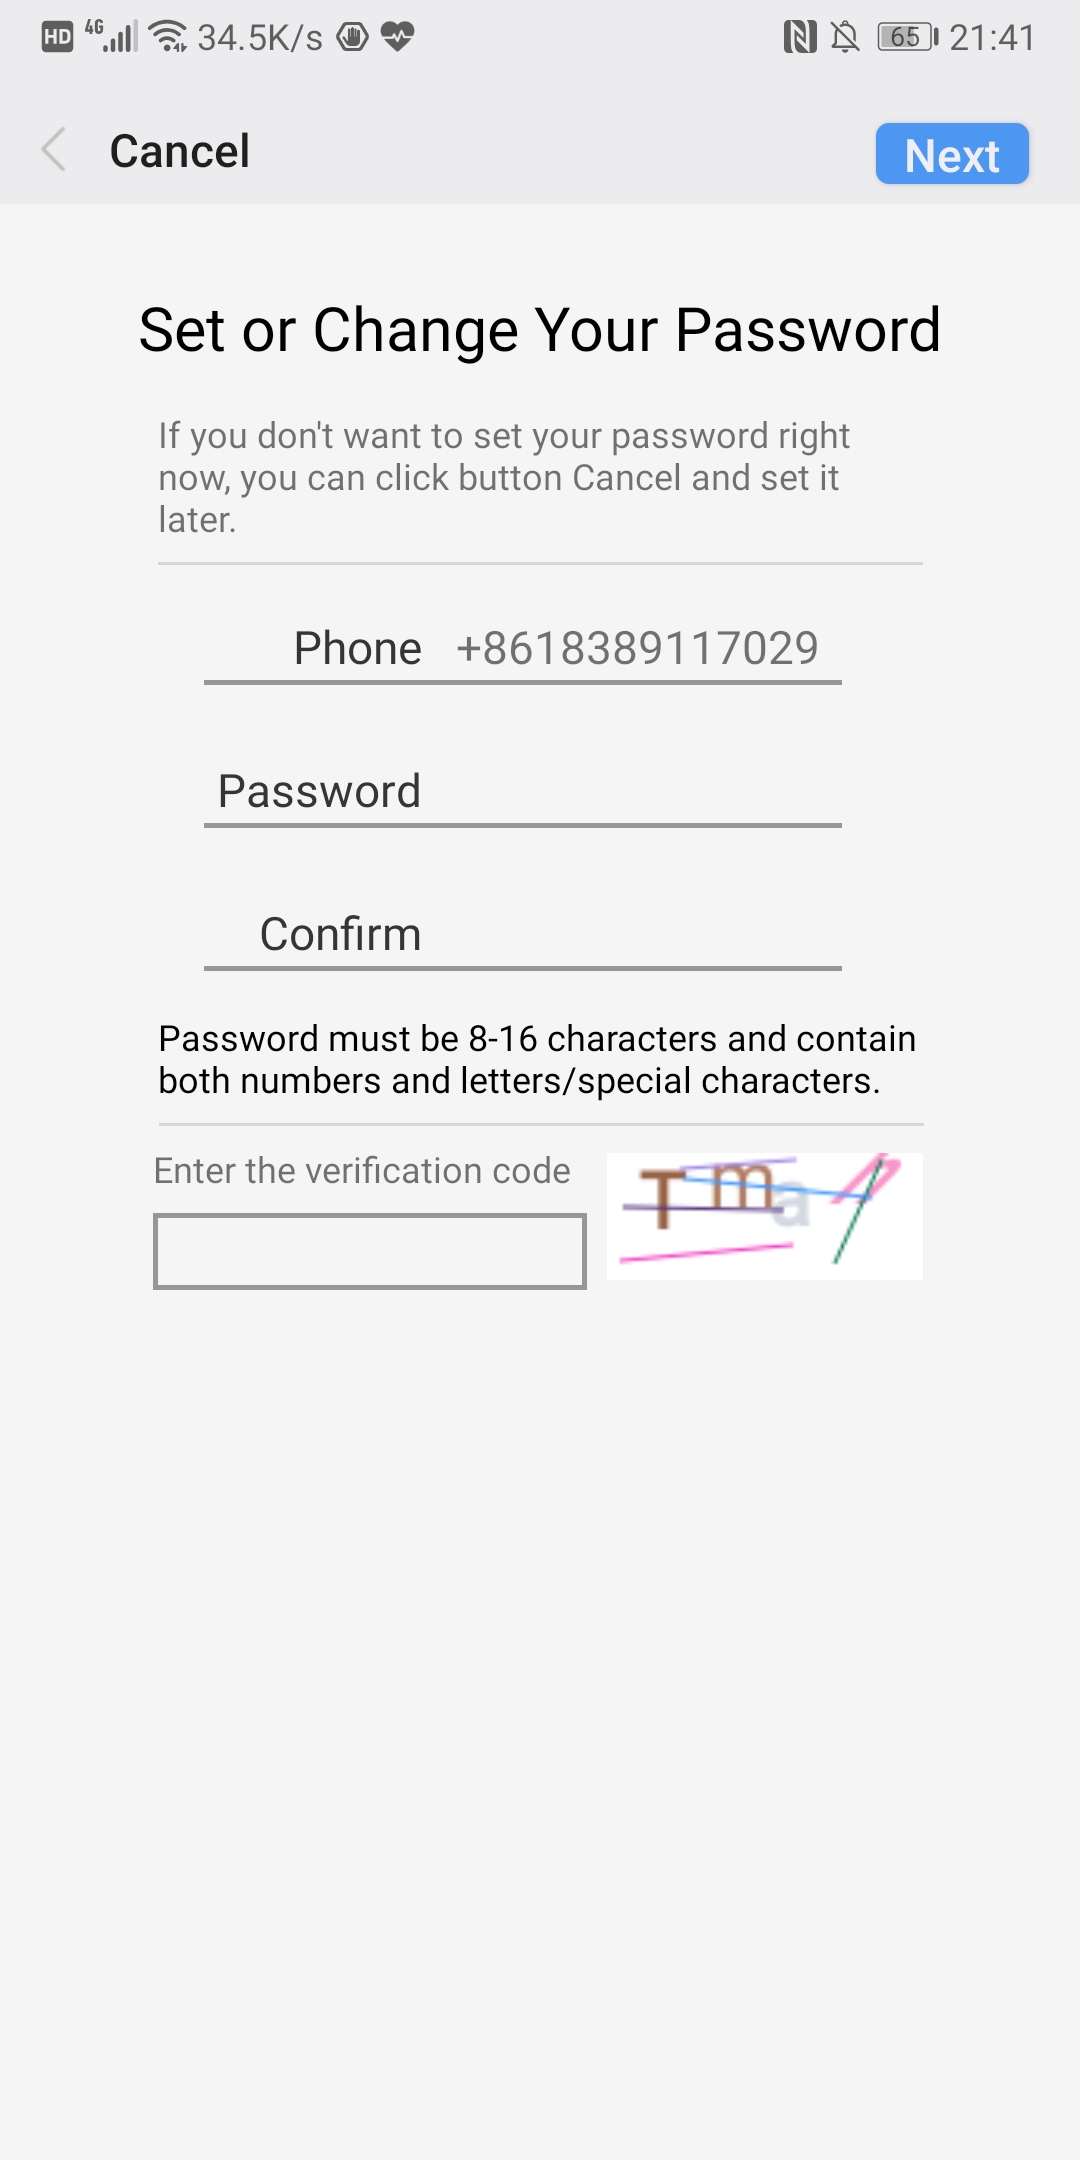 HD 4G 34.5K/s 65 21:41
Cancel
Next
Set or Change Your Password
If you don't want to set your password right
now, you can click button Cancel and set it
later.
Phone +8618389117029
Password
Confirm
Password must be 8-16 characters and contain
both numbers and letters/special characters.
Enter the verification code